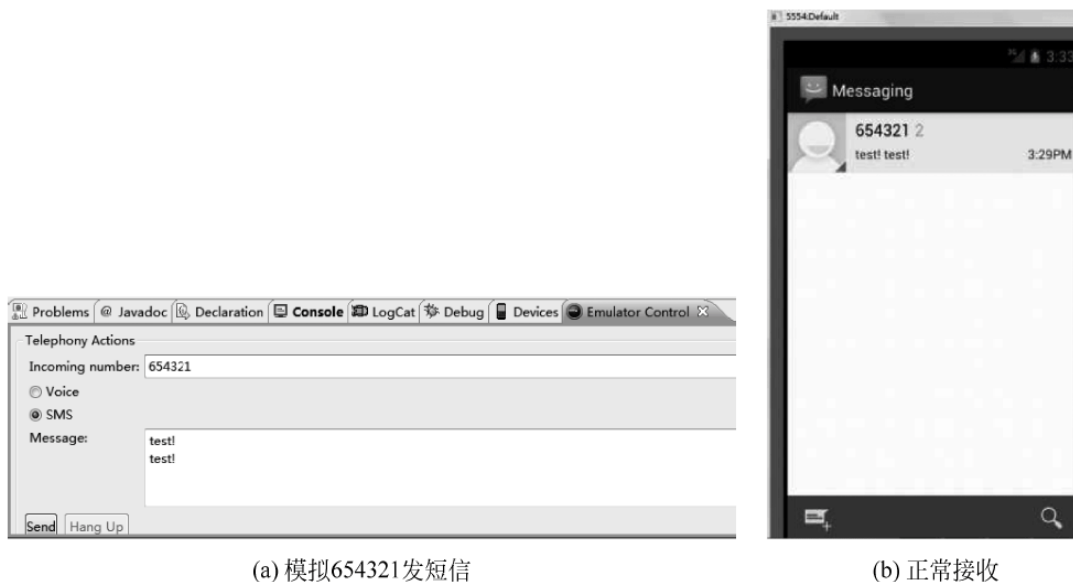 Problems @ Javadoc Declaration Console LogCat Debug Devices Emulator Control
Telephony Actions
Incoming number: 654321
Voice
SMS
Message: test!
test!
Send Hang Up
(a) 模拟654321发短信
5554:Default
3G 3:33
Messaging
654321 2
test! test! 3:29PM
(b) 正常接收